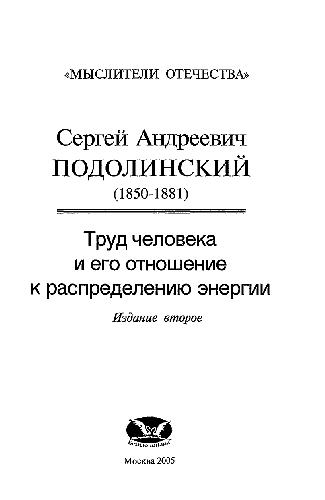 «МЫСЛИТЕЛИ ОТЕЧЕСТВА»
Сергей Андреевич
ПОДОЛИНСКИЙ
(1850-1881)
Труд человека
и его отношение
к распределению энергии
Издание второе
Москва 2005